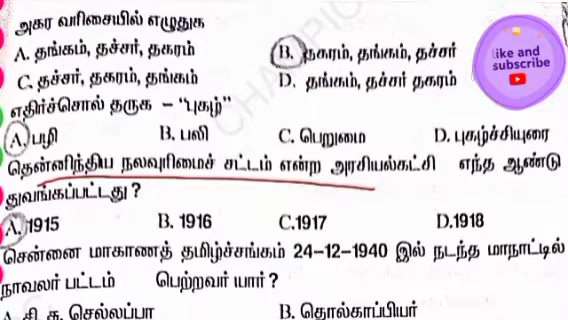 அகர வரிசையில் எழுதுக
A. தங்கம், தச்சர், தகரம் B. தகரம், தங்கம், தச்சர்
C. தச்சர், தகரம், தங்கம் D. தங்கம், தச்சர் தகரம்
எதிர்ச்சொல் தருக – "புகழ்"
A. பழி B. பலி C. பெறுமை D. புகழ்ச்சியுரை
தென்னிந்திய நலவுரிமைச் சட்டம் என்ற அரசியல்கட்சி எந்த ஆண்டு
துவங்கப்பட்டது ?
A. 1915 B. 1916 C.1917 D.1918
சென்னை மாகாணத் தமிழ்ச்சங்கம் 24-12-1940 இல் நடந்த மாநாட்டில்
நாவலர் பட்டம் பெற்றவர் யார் ?
A. சி. சு. செல்லப்பா B. தொல்காப்பியர்
like and
subscribe